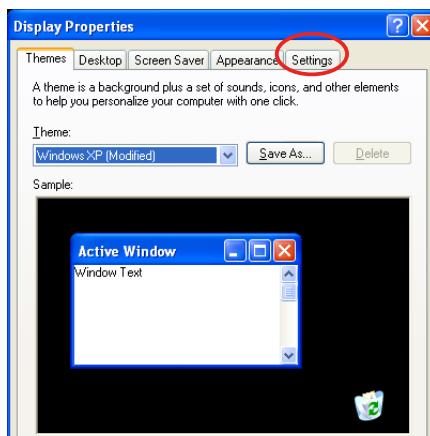 Display Properties
Themes Desktop Screen Saver Appearance Settings
A theme is a background plus a set of sounds, icons, and other elements
to help you personalize your computer with one click.
Theme:
Windows XP (Modified) Save As... Delete
Sample:
Active Window
Window Text